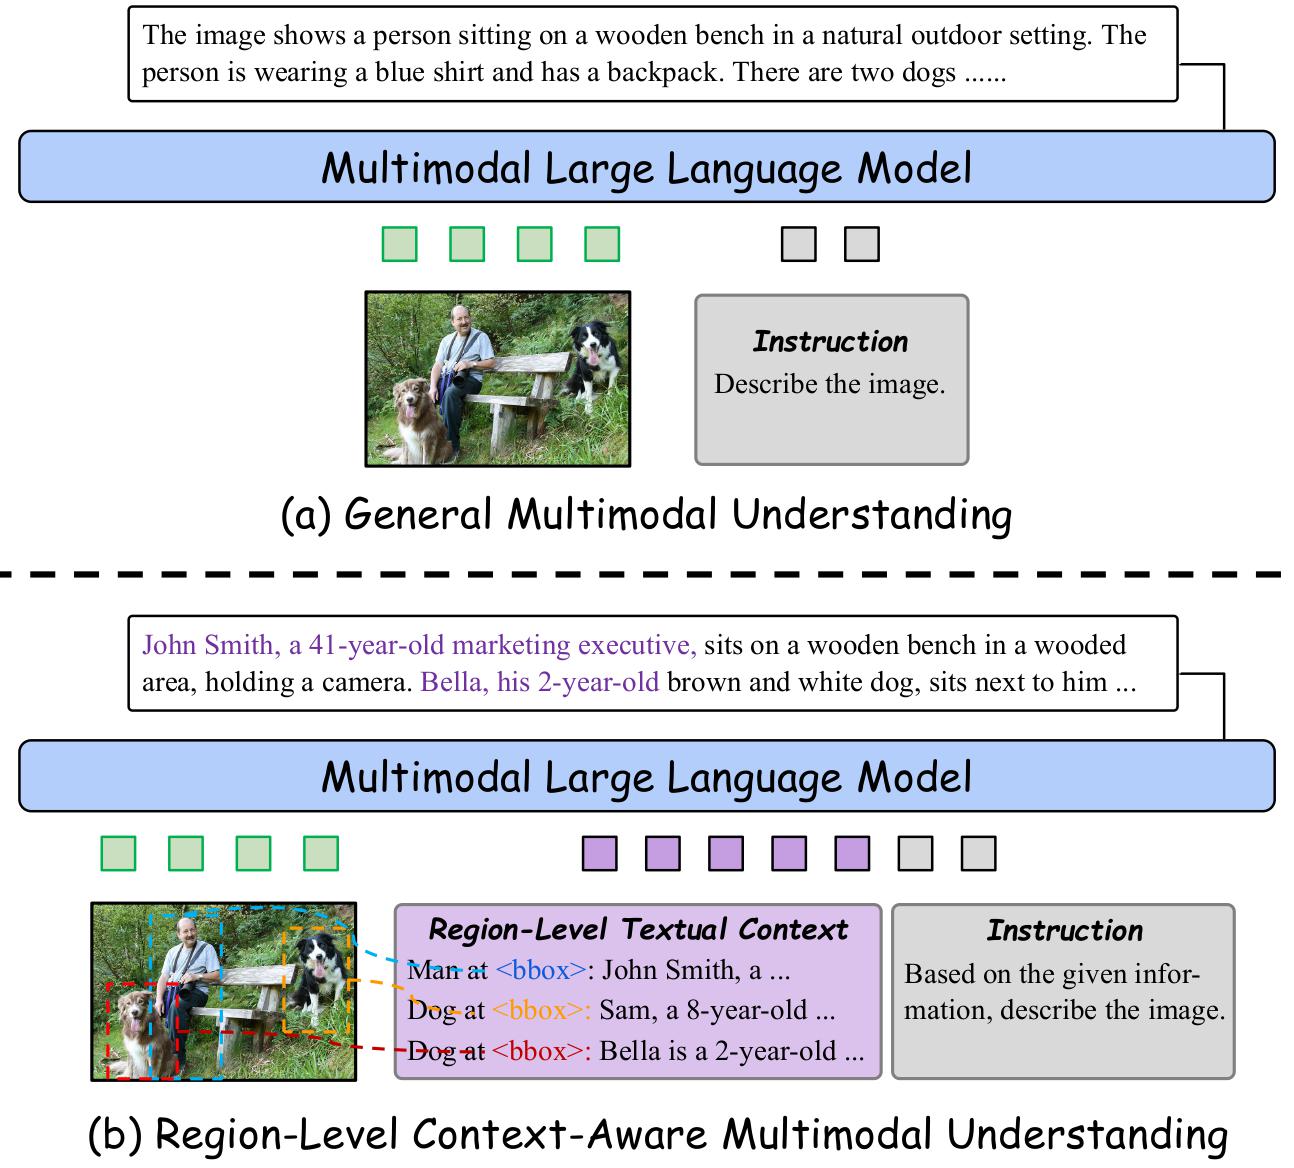 The image shows a person sitting on a wooden bench in a natural outdoor setting. The
person is wearing a blue shirt and has a backpack. There are two dogs ......
Multimodal Large Language Model
Instruction
Describe the image.
(a) General Multimodal Understanding
John Smith, a 41-year-old marketing executive, sits on a wooden bench in a wooded
area, holding a camera. Bella, his 2-year-old brown and white dog, sits next to him ...
Multimodal Large Language Model
Region-Level Textual Context
Man at <bbox>: John Smith, a ...
Dog at <bbox>: Sam, a 8-year-old ...
Dog at <bbox>: Bella is a 2-year-old ...
Instruction
Based on the given infor-
mation, describe the image.
(b) Region-Level Context-Aware Multimodal Understanding